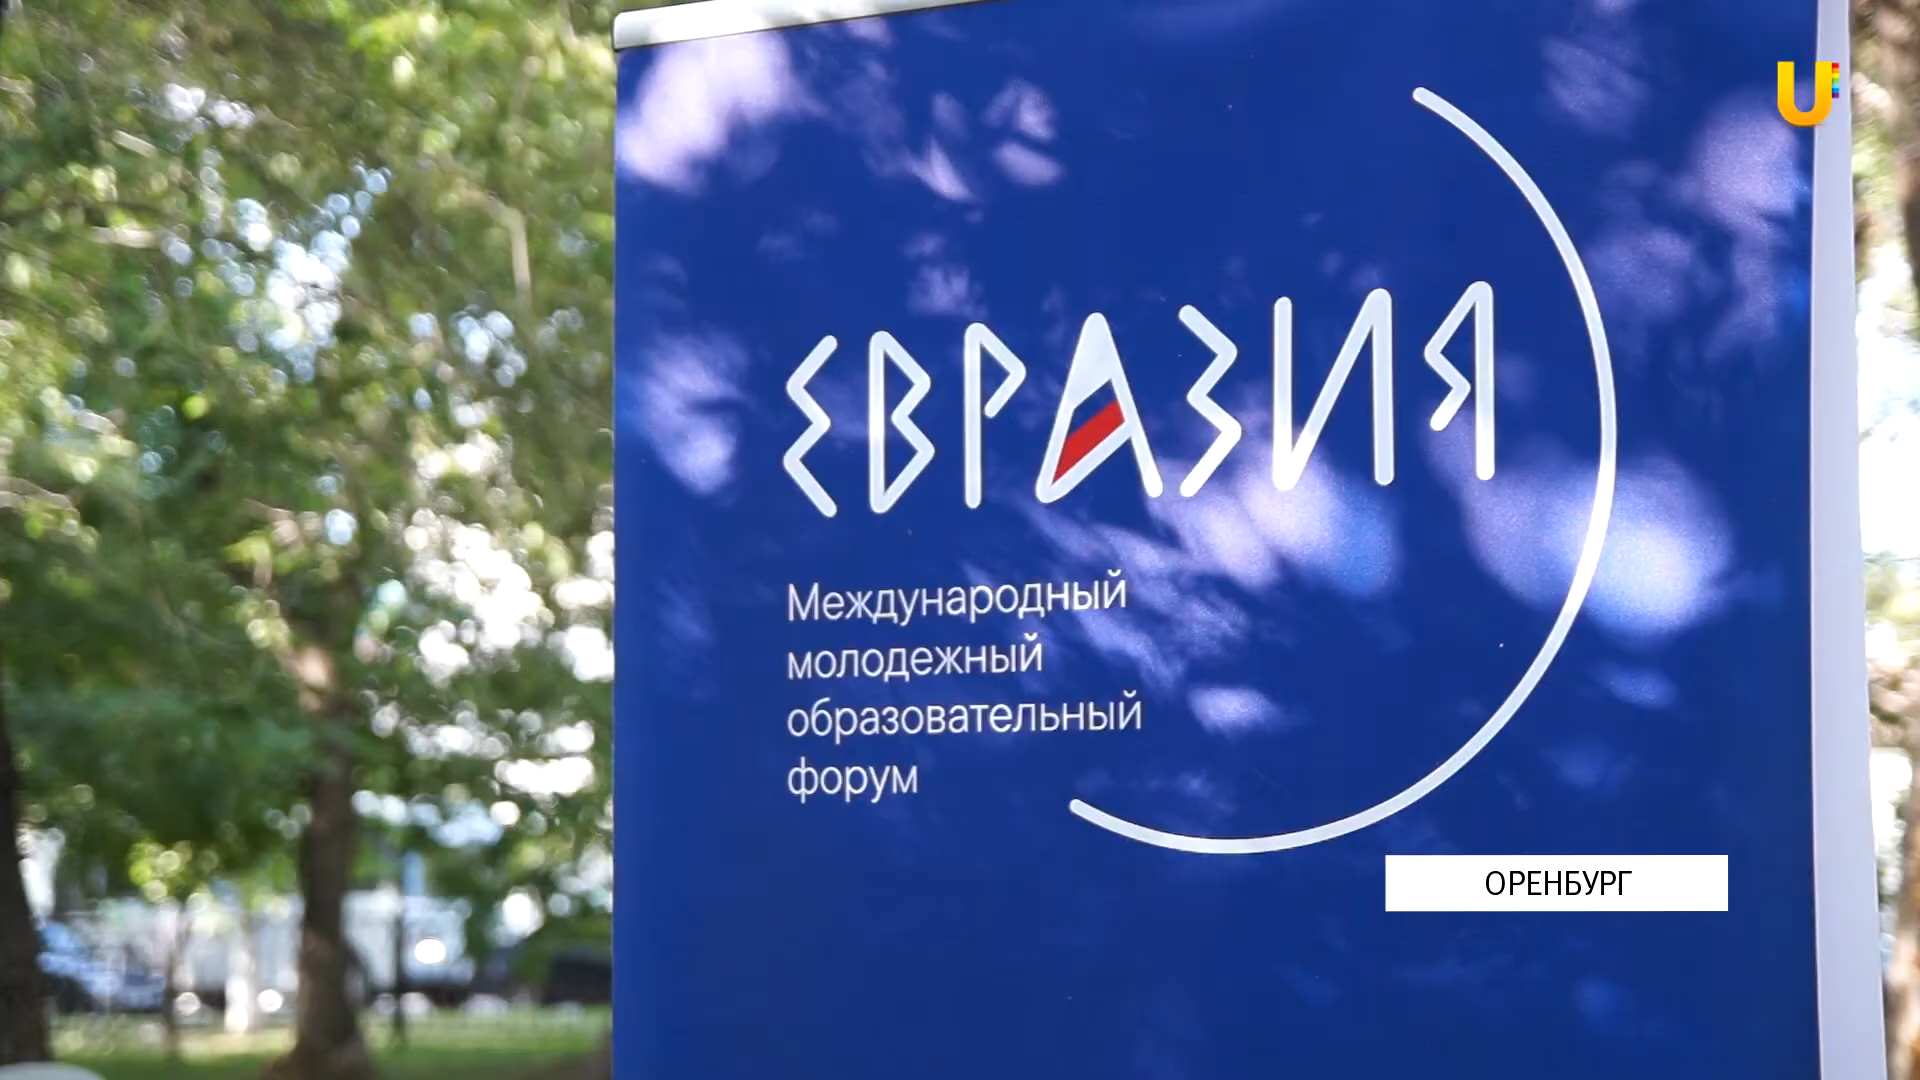 U
ЕВРАЗИЯ
Международный
молодежный
образовательный
форум
ОРЕНБУРГ